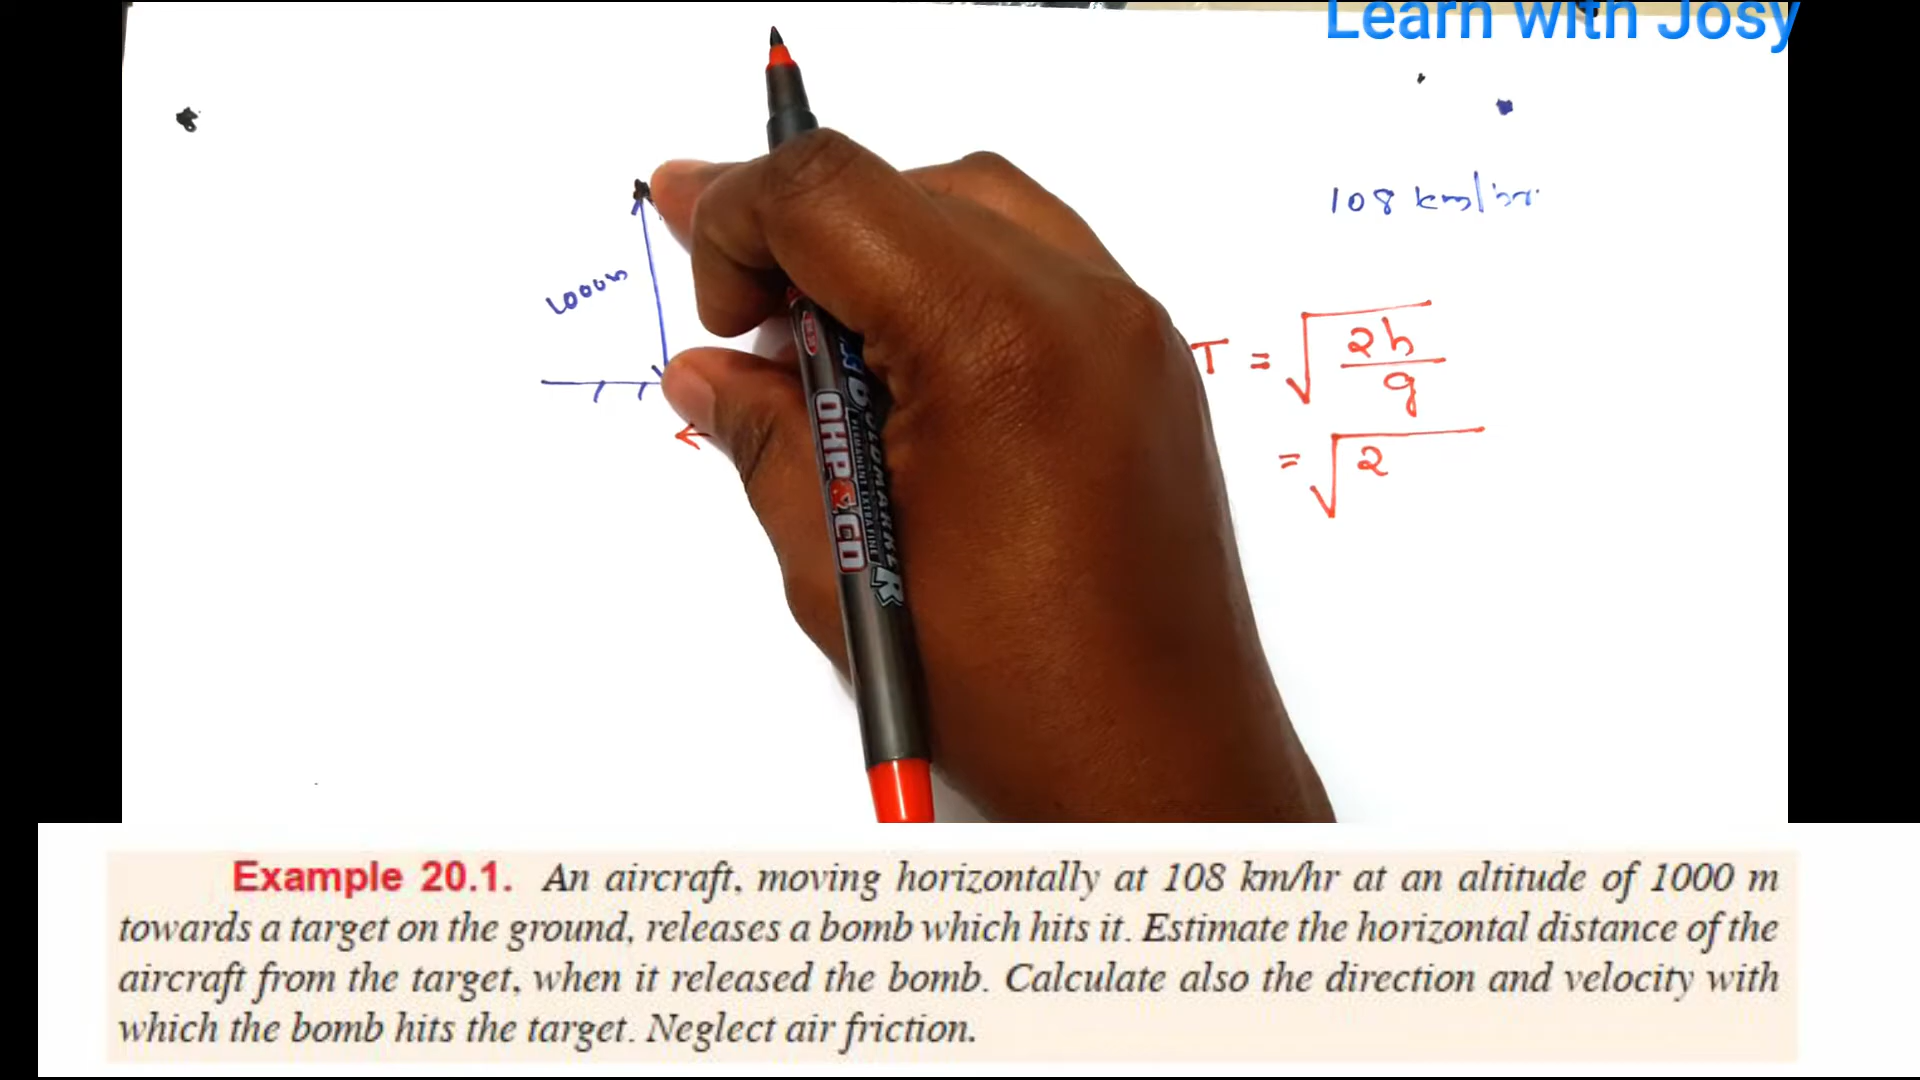 Learn with Josy
108 km/hr
1000m
T = √2h/g
= √2
OHP CD
MARKER
PERMANENT EXTRAFINE
Example 20.1. An aircraft, moving horizontally at 108 km/hr at an altitude of 1000 m
towards a target on the ground, releases a bomb which hits it. Estimate the horizontal distance of the
aircraft from the target, when it released the bomb. Calculate also the direction and velocity with
which the bomb hits the target. Neglect air friction.